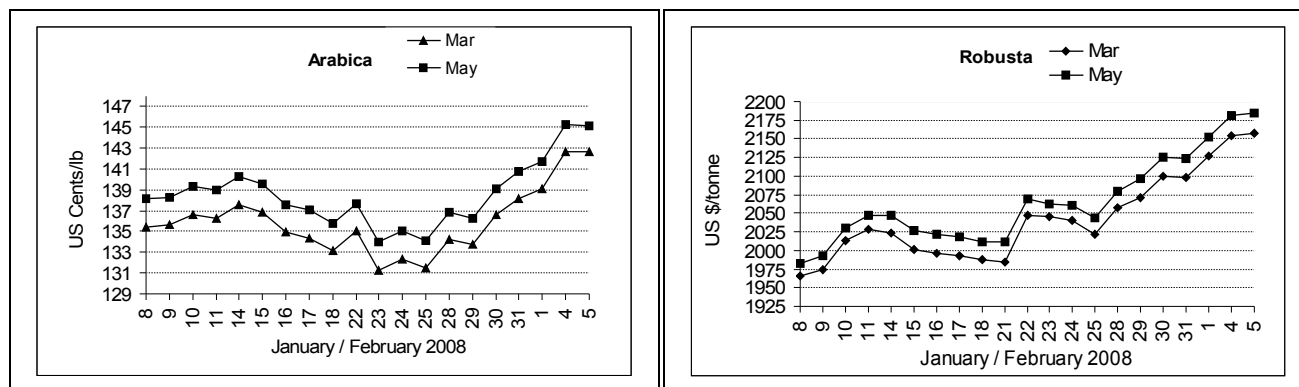 Arabica
Mar
May
US Cents/lb
147
145
143
141
139
137
135
133
131
129
8 9 10 11 14 15 16 17 18 22 23 24 25 28 29 30 31 1 4 5
January / February 2008
Robusta
Mar
May
US $/tonne
2200
2175
2150
2125
2100
2075
2050
2025
2000
1975
1950
1925
8 9 10 11 14 15 16 17 18 21 22 23 24 25 28 29 30 31 1 4 5
January / February 2008